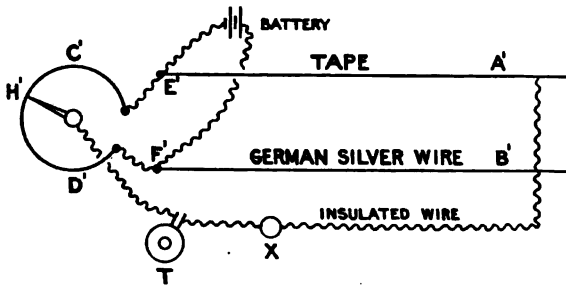 BATTERY
C'
TAPE A'
E'
H'
F'
GERMAN SILVER WIRE B'
D'
INSULATED WIRE
X
T